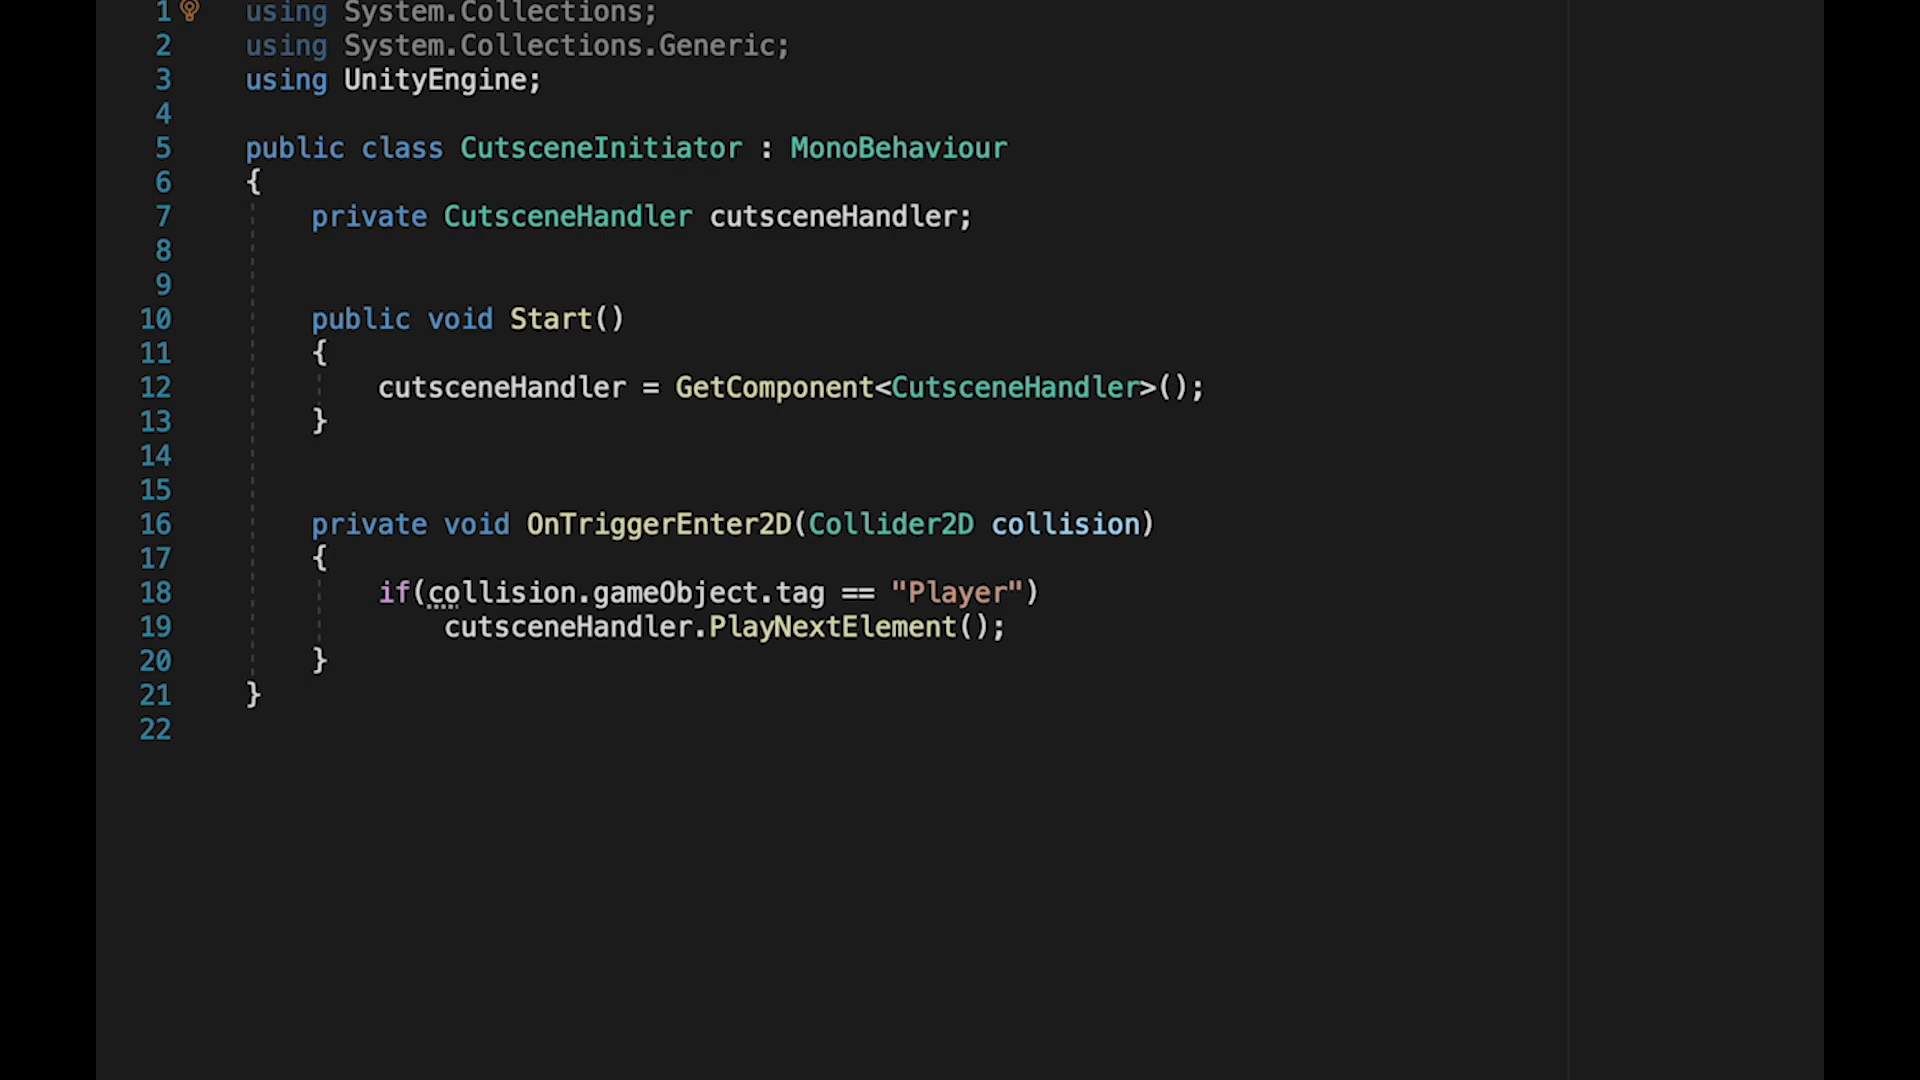 1 using System.Collections;
2 using System.Collections.Generic;
3 using UnityEngine;
4
5 public class CutsceneInitiator : MonoBehaviour
6 {
7 private CutsceneHandler cutsceneHandler;
8
9
10 public void Start()
11 {
12 cutsceneHandler = GetComponent<CutsceneHandler>();
13 }
14
15
16 private void OnTriggerEnter2D(Collider2D collision)
17 {
18 if(collision.gameObject.tag == "Player")
19 cutsceneHandler.PlayNextElement();
20 }
21 }
22